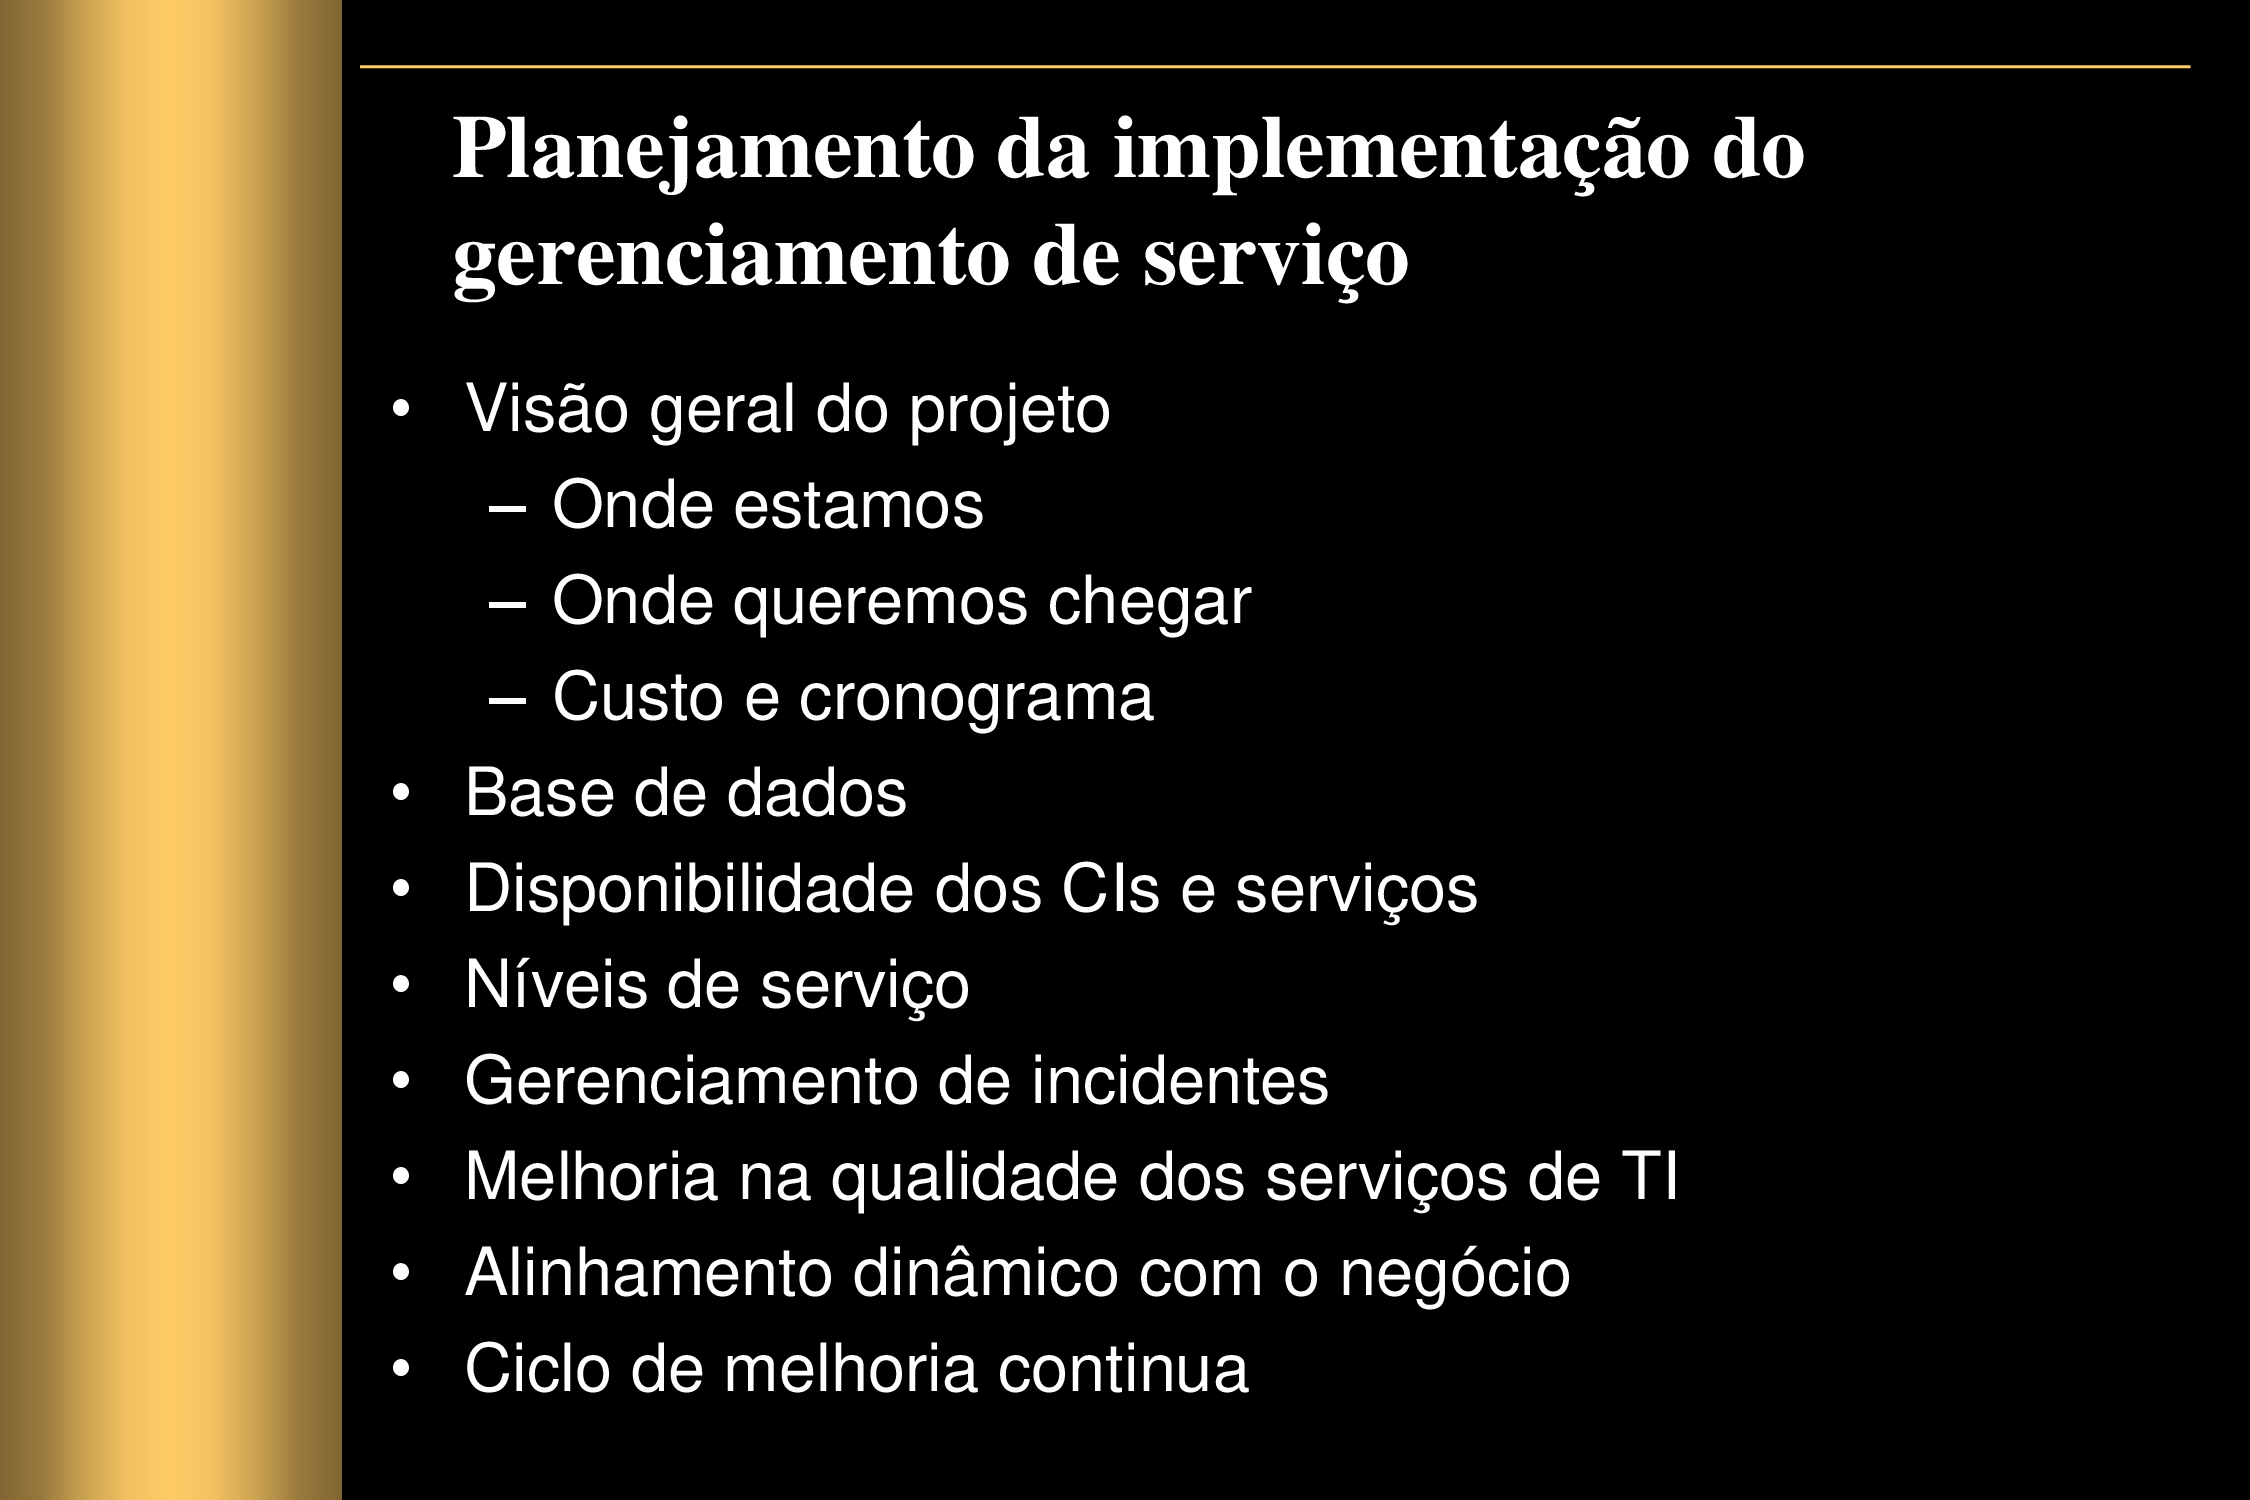 Planejamento da implementação do
gerenciamento de serviço
• Visão geral do projeto
– Onde estamos
– Onde queremos chegar
– Custo e cronograma
• Base de dados
• Disponibilidade dos CIs e serviços
• Níveis de serviço
• Gerenciamento de incidentes
• Melhoria na qualidade dos serviços de TI
• Alinhamento dinâmico com o negócio
• Ciclo de melhoria continua